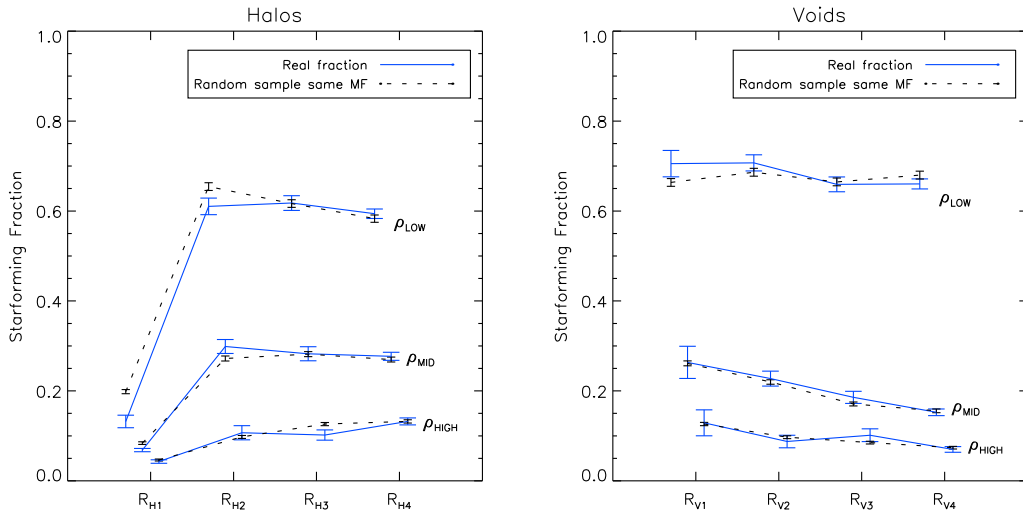 Halos
1.0
0.8
0.6
0.4
0.2
0.0
Starforming Fraction
Real fraction
Random sample same MF
ρLOW
ρMID
ρHIGH
RH1 RH2 RH3 RH4
Voids
1.0
0.8
0.6
0.4
0.2
0.0
Starforming Fraction
Real fraction
Random sample same MF
ρLOW
ρMID
ρHIGH
RV1 RV2 RV3 RV4